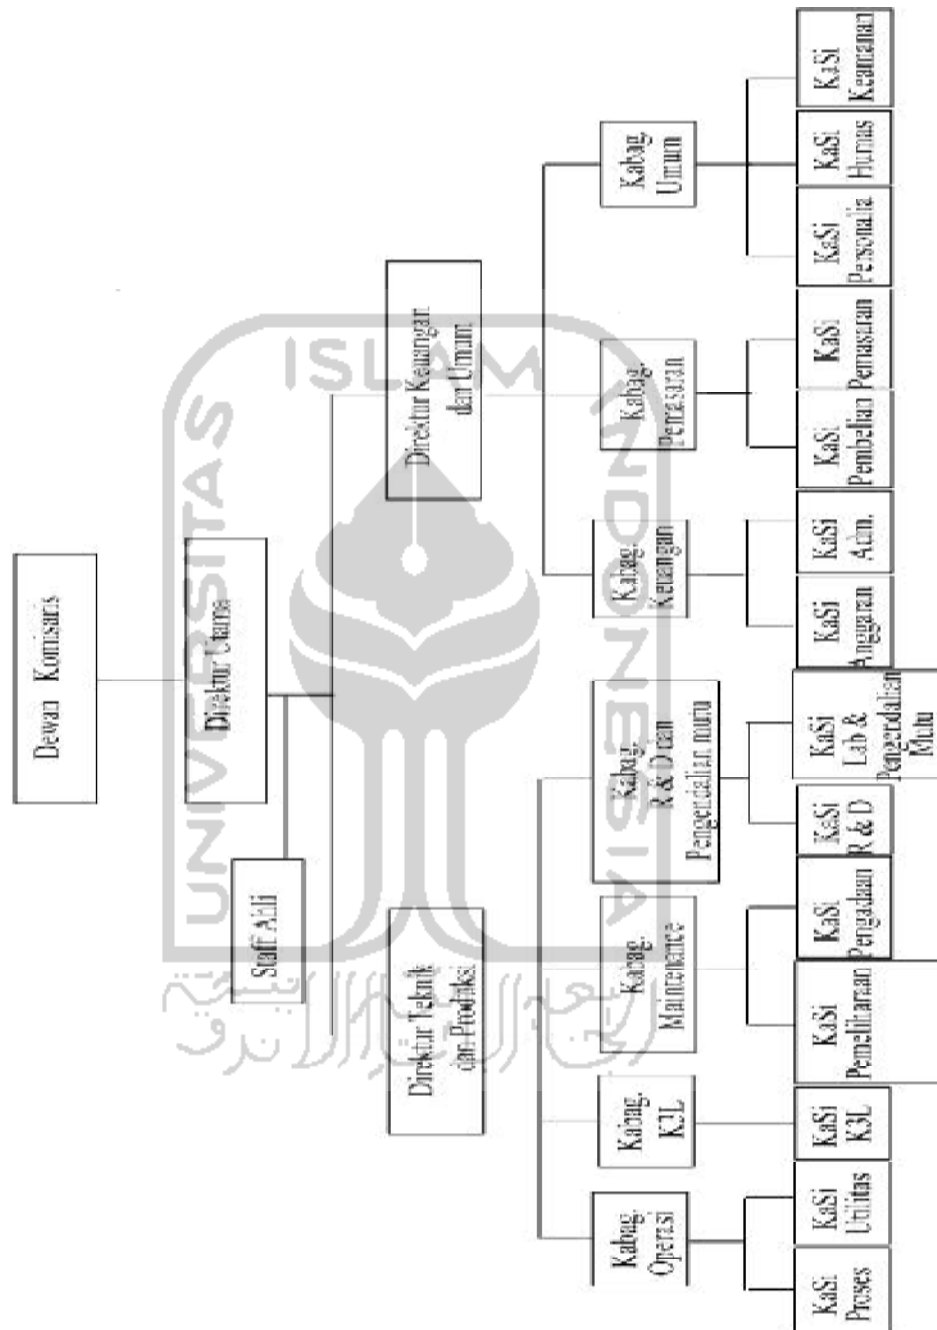 Dewan Komisaris
Direktur Utama
Staff Ahli
Direktur Teknik
dan Produksi
Direktur Keuangan
dan Umum
Kabag.
Operasi
Kabag.
K3L
Kabag.
Maintenance
Kabag.
R & D dan
Pengendalian mutu
Kabag.
Keuangan
Kabag.
Pemasaran
Kabag.
Umum
KaSi
Proses
KaSi
Utilitas
KaSi
K3L
KaSi
Pemeliharaan
KaSi
Pengadaan
KaSi
R & D
KaSi
Lab &
Pengendalian
Mutu
KaSi
Anggaran
KaSi
Adm.
KaSi
Pembelian
KaSi
Pemasaran
KaSi
Personalia
KaSi
Humas
KaSi
Keamanan
UNIVERSITAS
ISLAM
INDONESIA